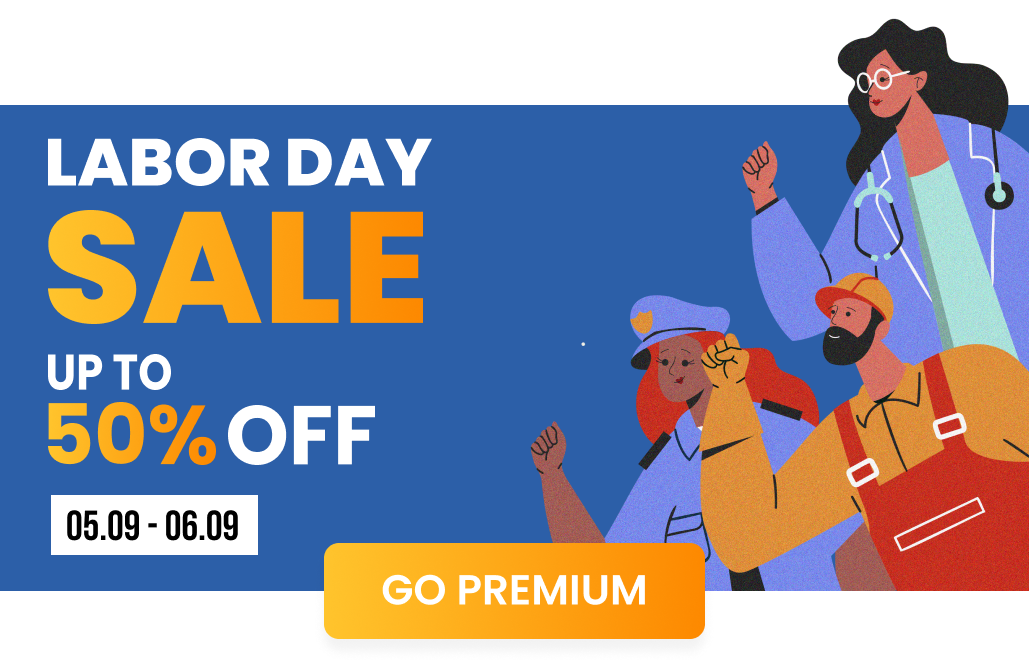 LABOR DAY
SALE
UP TO
50% OFF
05.09 - 06.09
GO PREMIUM